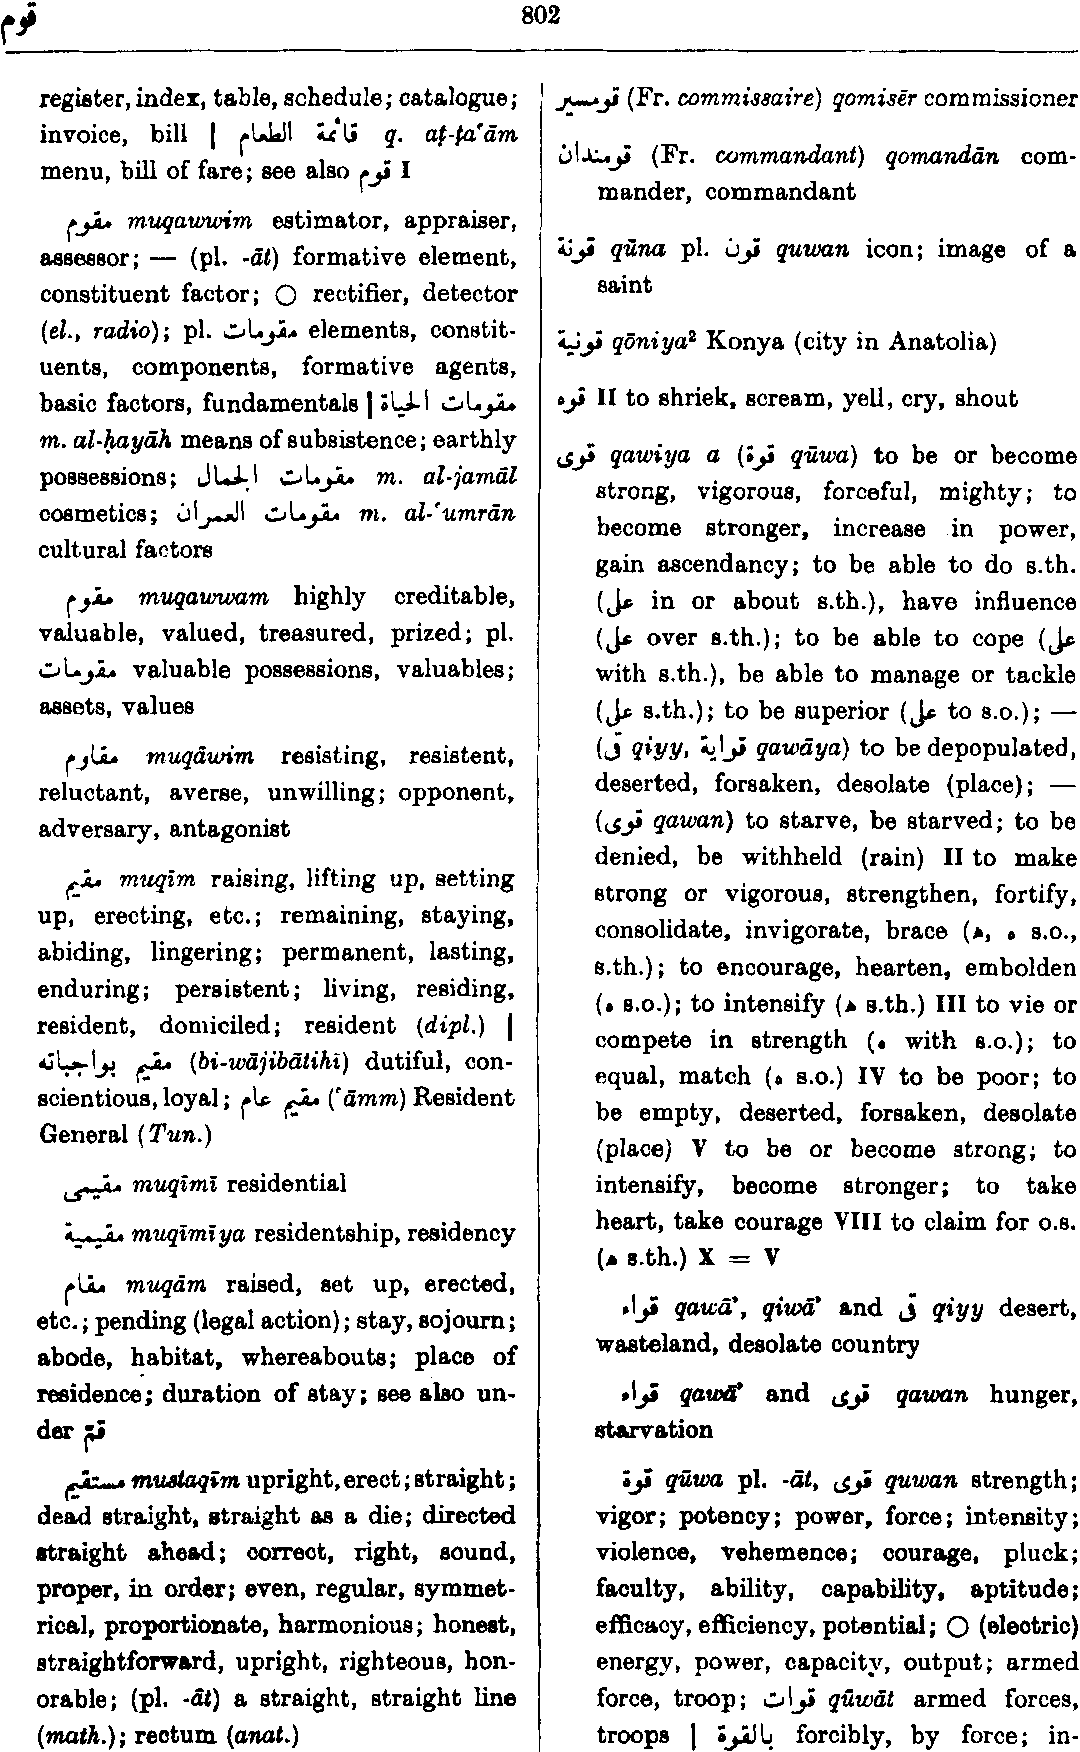 قوم
802
register, index, table, schedule; catalogue;
invoice, bill | قائمة الطعام q. aṭ-ṭaʿām
menu, bill of fare; see also قوم I
مقوم muqawwim estimator, appraiser,
assessor; — (pl. -āt) formative element,
constituent factor; ○ rectifier, detector
(el., radio); pl. مقومات elements, constit-
uents, components, formative agents,
basic factors, fundamentals | مقومات الحياة
m. al-ḥayāh means of subsistence; earthly
possessions; مقومات الجمال m. al-jamāl
cosmetics; مقومات العمران m. al-ʿumrān
cultural factors
مقوم muqawwam highly creditable,
valuable, valued, treasured, prized; pl.
مقومات valuable possessions, valuables;
assets, values
مقاوم muqāwim resisting, resistent,
reluctant, averse, unwilling; opponent,
adversary, antagonist
مقيم muqīm raising, lifting up, setting
up, erecting, etc.; remaining, staying,
abiding, lingering; permanent, lasting,
enduring; persistent; living, residing,
resident, domiciled; resident (dipl.) |
مقيم بواجباته (bi-wājibātihī) dutiful, con-
scientious, loyal; مقيم عام (ʿāmm) Resident
General (Tun.)
مقيمى muqīmī residential
مقيمية muqīmīya residentship, residency
مقام muqām raised, set up, erected,
etc.; pending (legal action); stay, sojourn;
abode, habitat, whereabouts; place of
residence; duration of stay; see also un-
der قمّ
مستقيم mustaqīm upright, erect; straight;
dead straight, straight as a die; directed
straight ahead; correct, right, sound,
proper, in order; even, regular, symmet-
rical, proportionate, harmonious; honest,
straightforward, upright, righteous, hon-
orable; (pl. -āt) a straight, straight line
(math.); rectum (anat.)
قومسير (Fr. commissaire) qomisēr commissioner
قومندان (Fr. commandant) qomandān com-
mander, commandant
قونة qūna pl. قون quwan icon; image of a
saint
قونية qōniya² Konya (city in Anatolia)
قوه II to shriek, scream, yell, cry, shout
قوى qawiya a (قوة qūwa) to be or become
strong, vigorous, forceful, mighty; to
become stronger, increase in power,
gain ascendancy; to be able to do s.th.
(على in or about s.th.), have influence
(على over s.th.); to be able to cope (على
with s.th.), be able to manage or tackle
(على s.th.); to be superior (على to s.o.); —
(قى qiyy, قواية qawāya) to be depopulated,
deserted, forsaken, desolate (place); —
(قوى qawan) to starve, be starved; to be
denied, be withheld (rain) II to make
strong or vigorous, strengthen, fortify,
consolidate, invigorate, brace (ه, ه s.o.,
s.th.); to encourage, hearten, embolden
(ه s.o.); to intensify (ه s.th.) III to vie or
compete in strength (ه with s.o.); to
equal, match (ه s.o.) IV to be poor; to
be empty, deserted, forsaken, desolate
(place) V to be or become strong; to
intensify, become stronger; to take
heart, take courage VIII to claim for o.s.
(ه s.th.) X = V
قواء qawāʾ, qiwāʾ and قى qiyy desert,
wasteland, desolate country
قواء qawāʾ and قوى qawan hunger,
starvation
قوة qūwa pl. -āt, قوى quwan strength;
vigor; potency; power, force; intensity;
violence, vehemence; courage, pluck;
faculty, ability, capability, aptitude;
efficacy, efficiency, potential; ○ (electric)
energy, power, capacity, output; armed
force, troop; قوات qūwāt armed forces,
troops | بالقوة forcibly, by force; in-